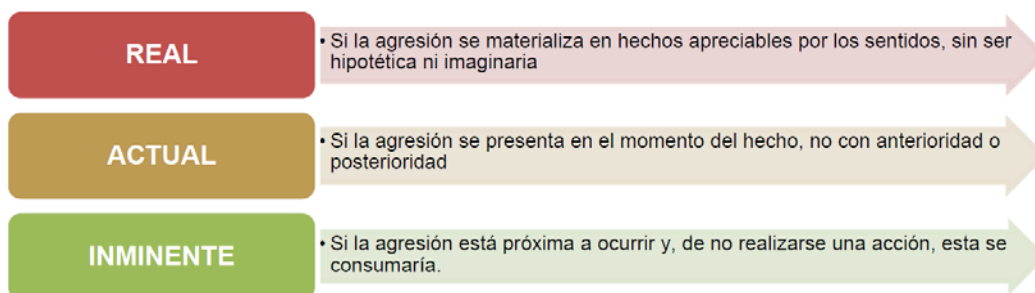 REAL
• Si la agresión se materializa en hechos apreciables por los sentidos, sin ser
hipotética ni imaginaria
ACTUAL
• Si la agresión se presenta en el momento del hecho, no con anterioridad o
posterioridad
INMINENTE
• Si la agresión está próxima a ocurrir y, de no realizarse una acción, esta se
consumaría.